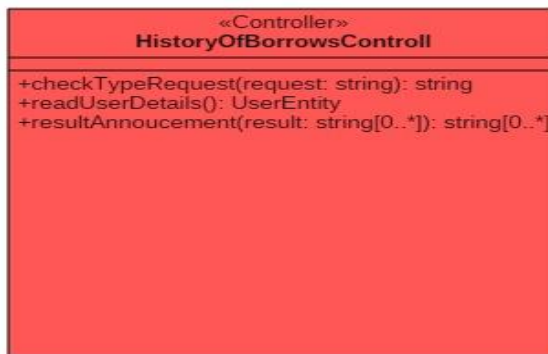 «Controller»
HistoryOfBorrowsControll
+checkTypeRequest(request: string): string
+readUserDetails(): UserEntity
+resultAnnoucement(result: string[0..*]): string[0..*]